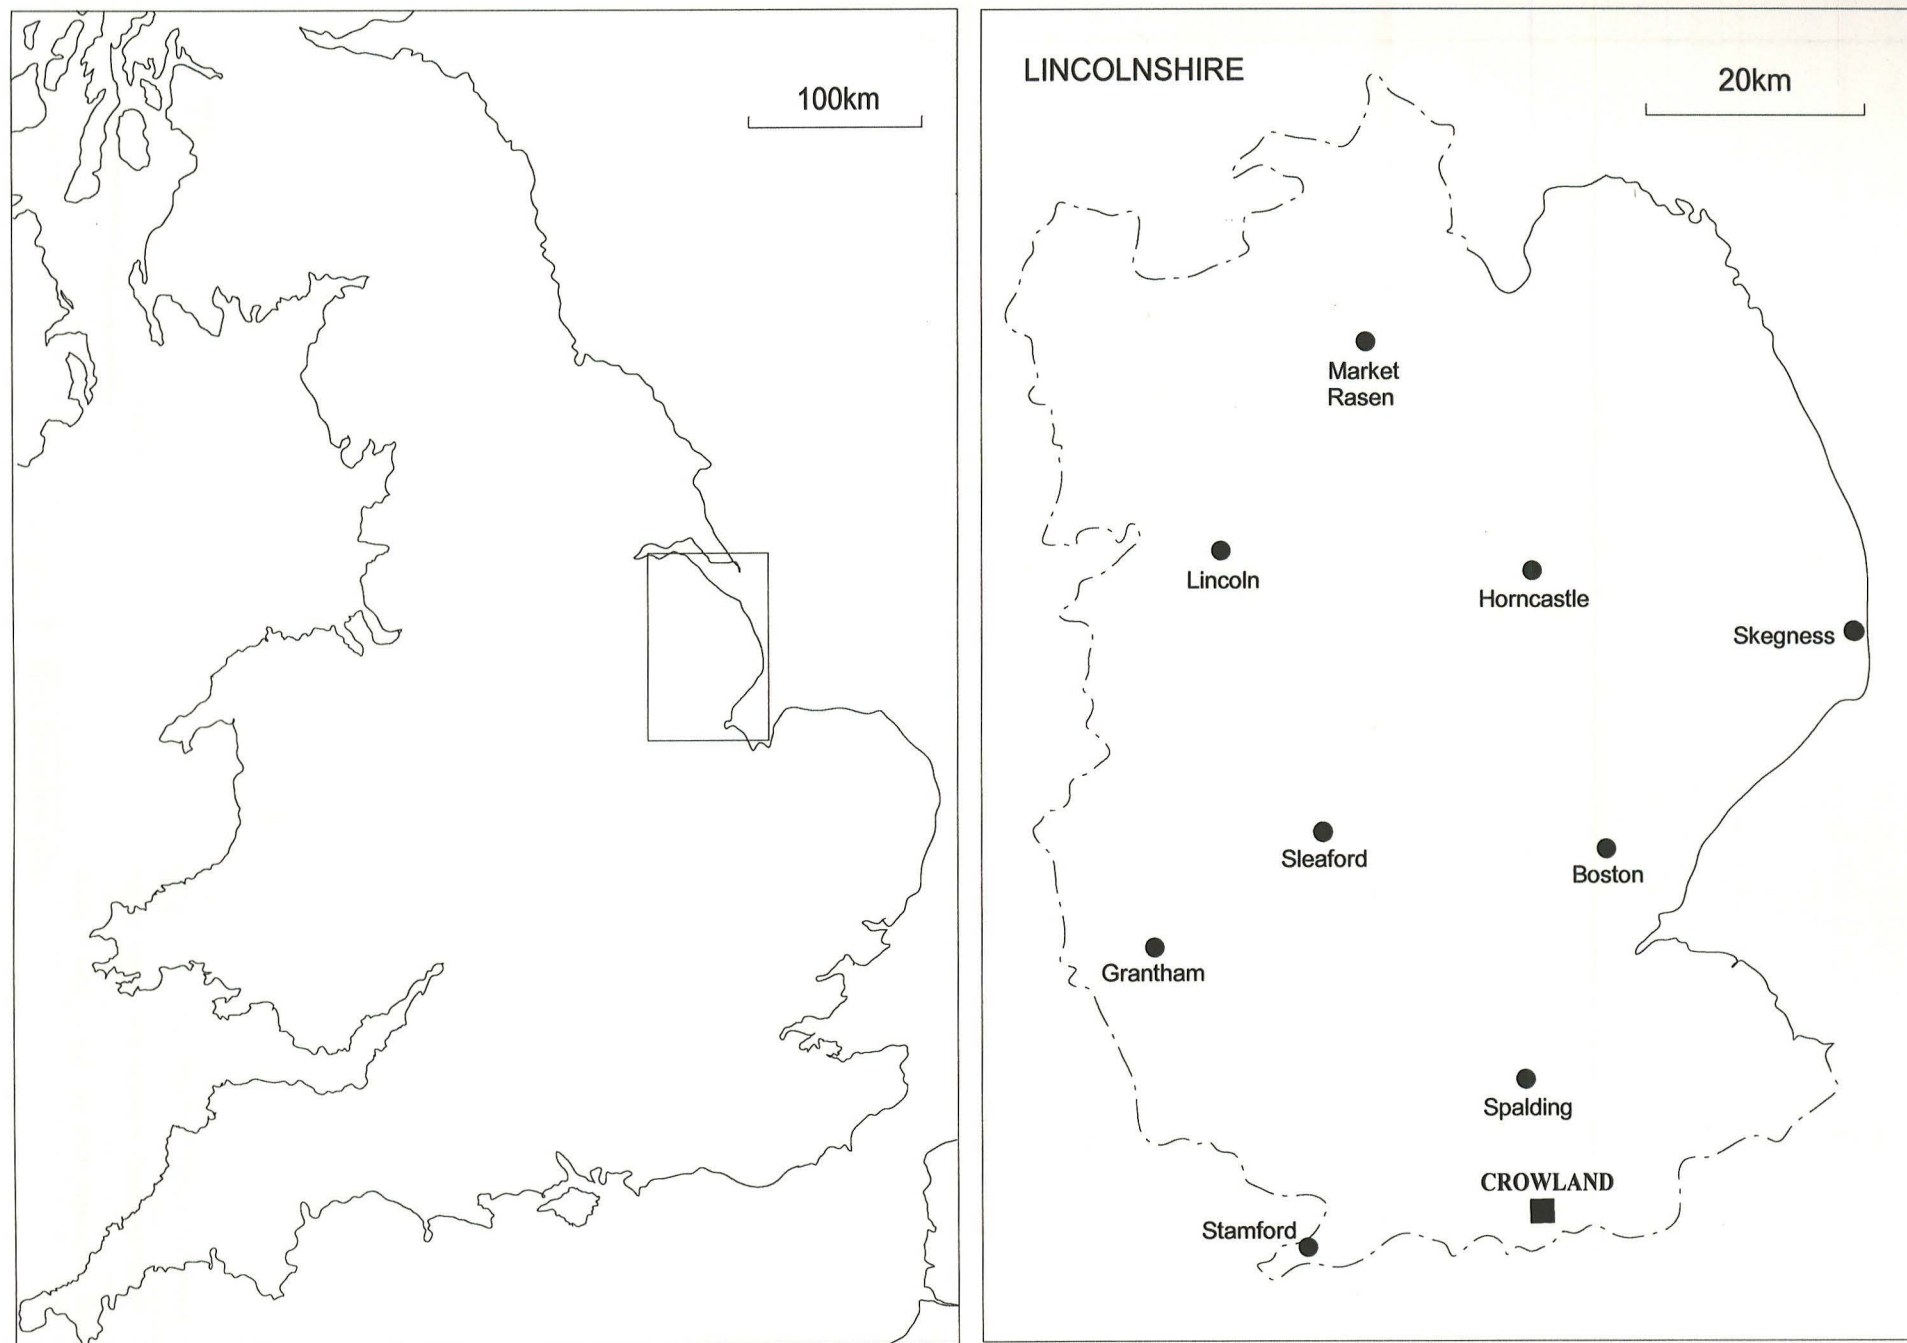 100km
LINCOLNSHIRE
20km
Market
Rasen
Lincoln
Horncastle
Skegness
Sleaford
Boston
Grantham
Spalding
CROWLAND
Stamford